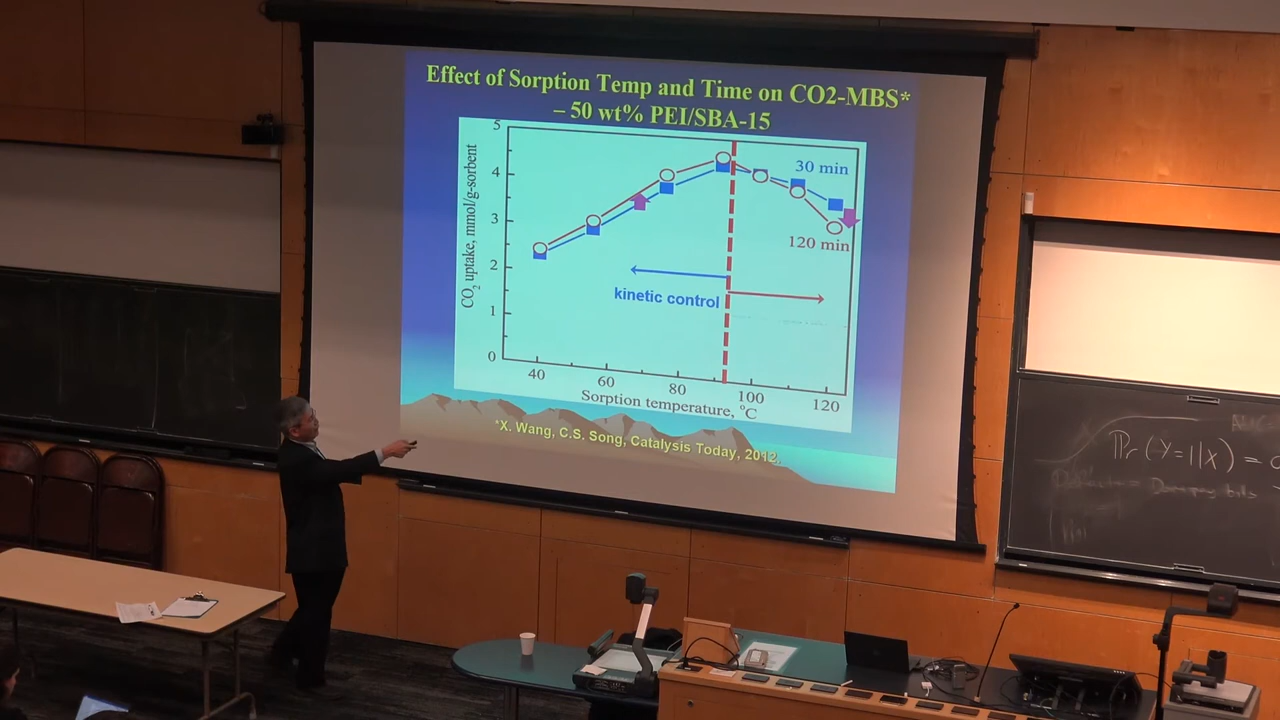 Effect of Sorption Temp and Time on CO2-MBS*
– 50 wt% PEI/SBA-15
5
4
3
2
1
0
CO₂ uptake, mmol/g-sorbent
30 min
120 min
kinetic control
40 60 80 100 120
Sorption temperature, °C
*X. Wang, C.S. Song, Catalysis Today, 2012.
ℙr (Y=1|X) =